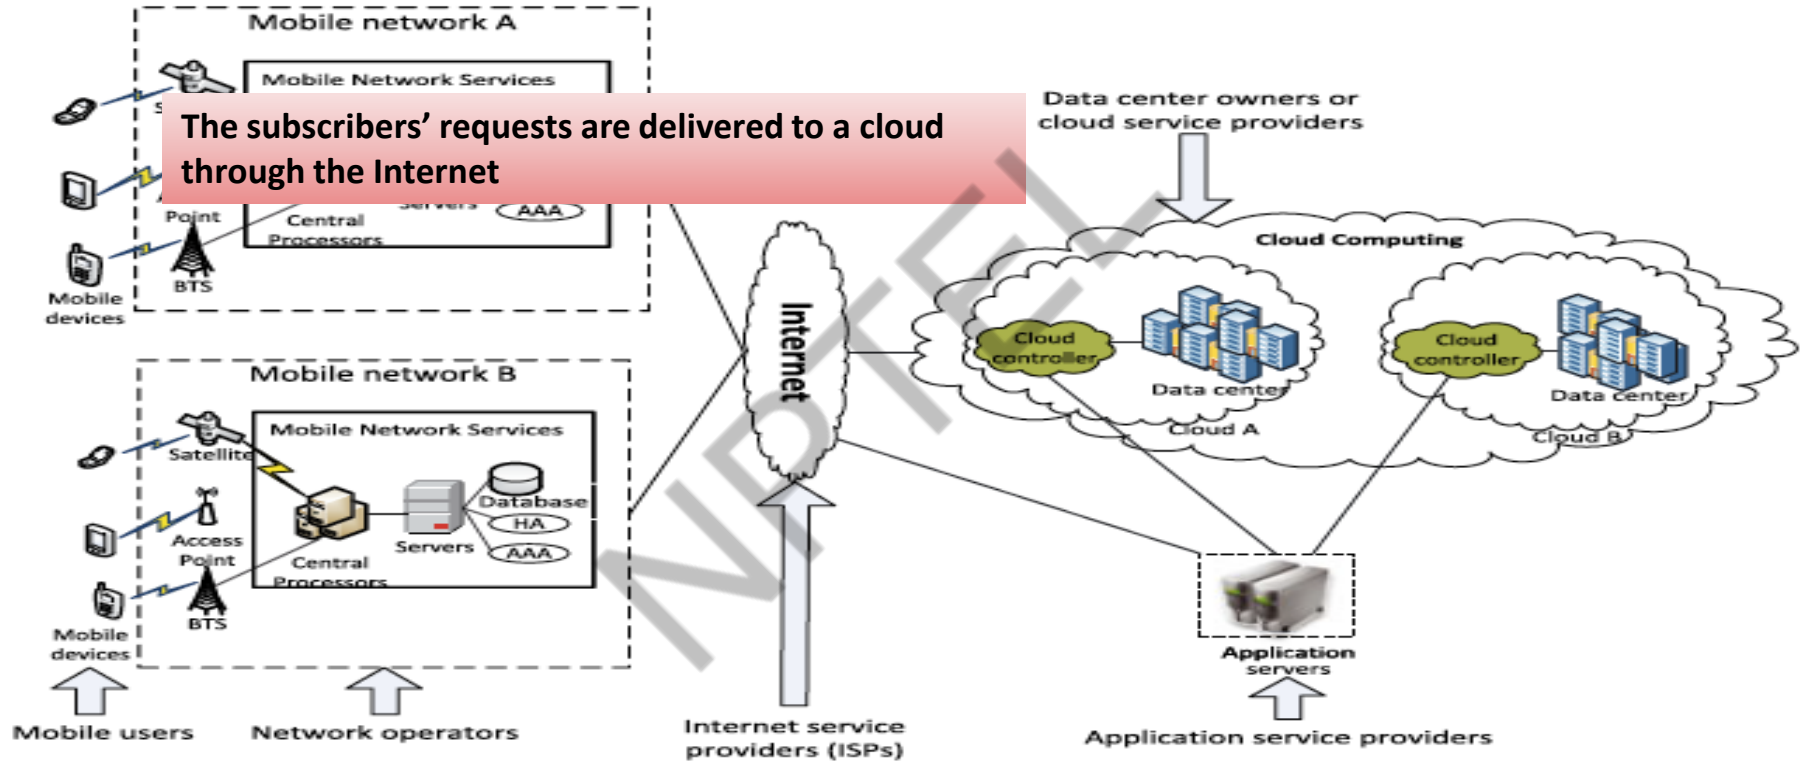 Mobile network A
Mobile Network Services
The subscribers’ requests are delivered to a cloud
through the Internet
Point
Central
Processors
Servers
AAA
BTS
Mobile
devices
Data center owners or
cloud service providers
Cloud Computing
Internet
Cloud
controller
Data center
Cloud A
Cloud
controller
Data center
Cloud B
Mobile network B
Mobile Network Services
Satellite
Database
HA
AAA
Servers
Access
Point
Central
Processors
BTS
Mobile
devices
Application
servers
Mobile users
Network operators
Internet service
providers (ISPs)
Application service providers
NPTEL